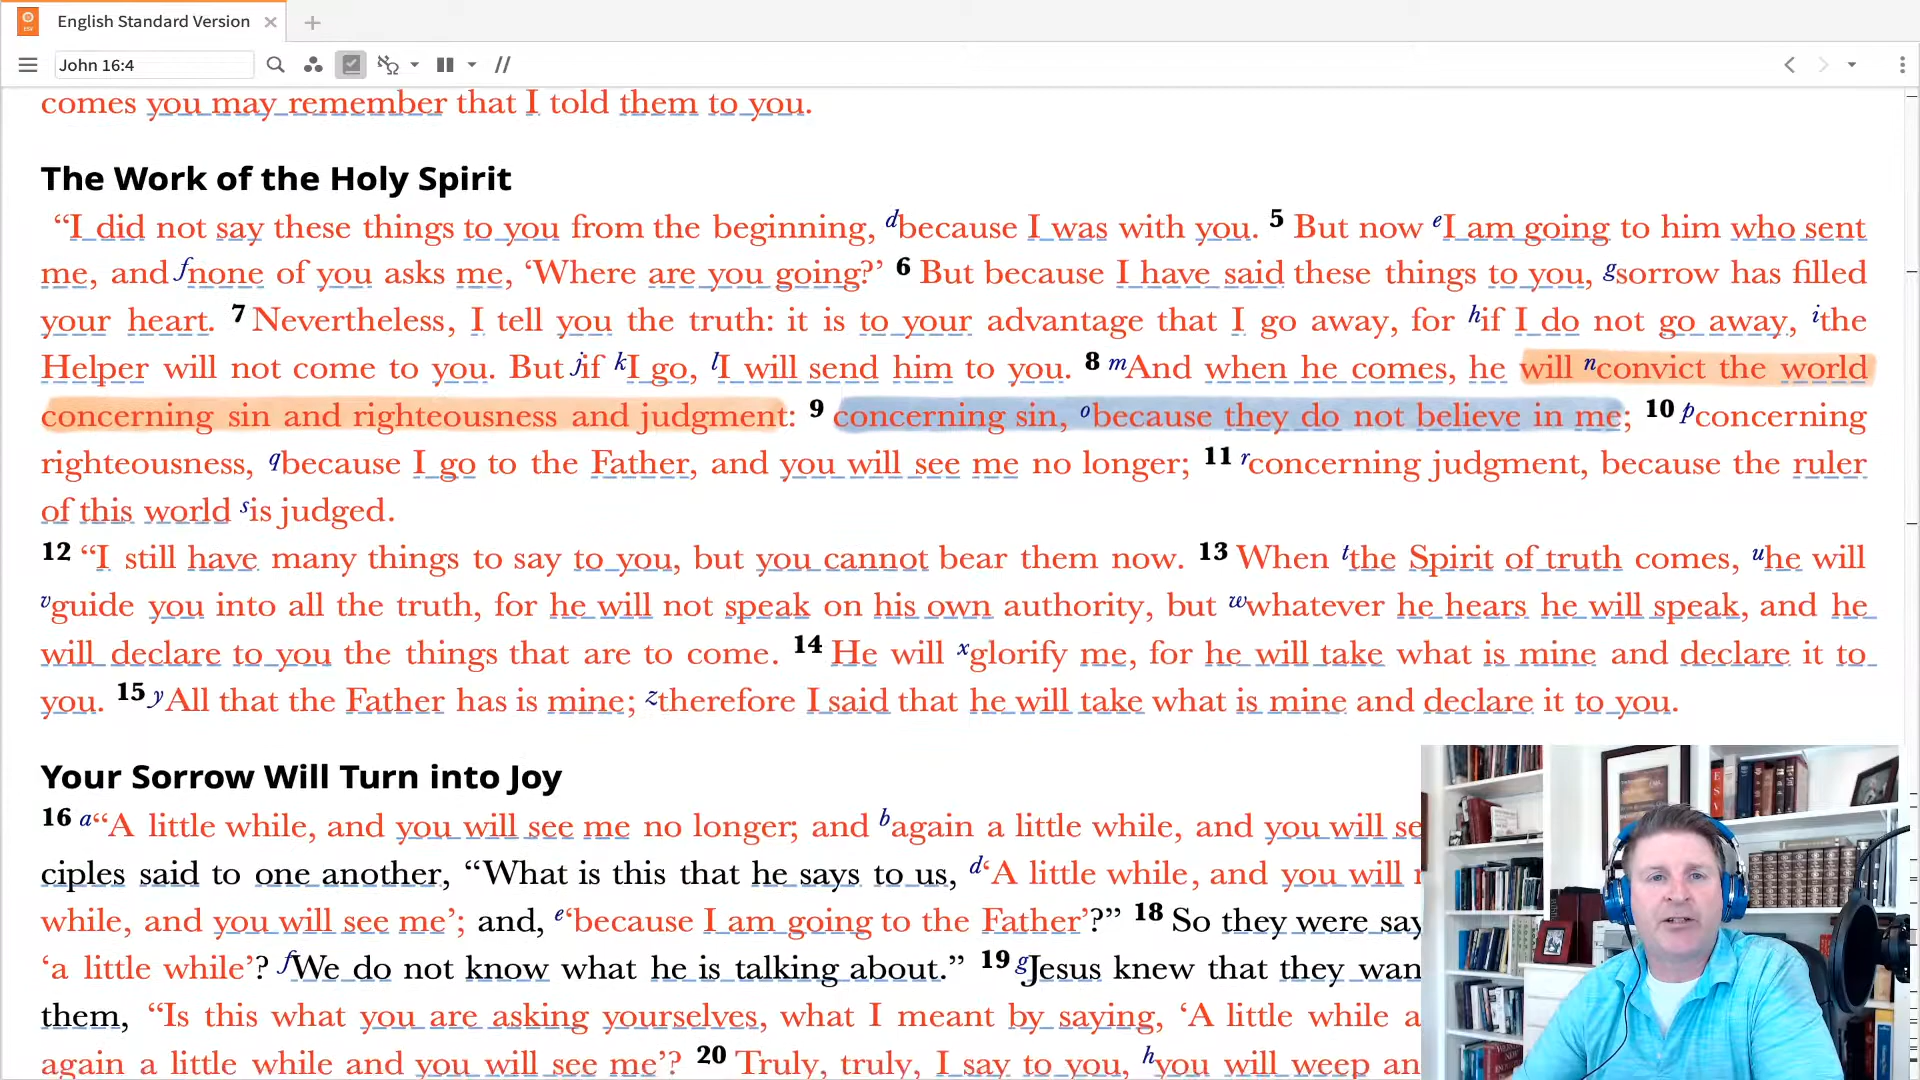 English Standard Version
John 16:4
comes you may remember that I told them to you.
The Work of the Holy Spirit
“I did not say these things to you from the beginning, dbecause I was with you. 5 But now eI am going to him who sent
me, and fnone of you asks me, ‘Where are you going?’ 6 But because I have said these things to you, gsorrow has filled
your heart. 7 Nevertheless, I tell you the truth: it is to your advantage that I go away, for hif I do not go away, ithe
Helper will not come to you. But jif kI go, lI will send him to you. 8 mAnd when he comes, he will nconvict the world
concerning sin and righteousness and judgment: 9 concerning sin, obecause they do not believe in me; 10 pconcerning
righteousness, qbecause I go to the Father, and you will see me no longer; 11 rconcerning judgment, because the ruler
of this world sis judged.
12 “I still have many things to say to you, but you cannot bear them now. 13 When tthe Spirit of truth comes, uhe will
vguide you into all the truth, for he will not speak on his own authority, but wwhatever he hears he will speak, and he
will declare to you the things that are to come. 14 He will xglorify me, for he will take what is mine and declare it to
you. 15 yAll that the Father has is mine; ztherefore I said that he will take what is mine and declare it to you.
Your Sorrow Will Turn into Joy
16 a“A little while, and you will see me no longer; and bagain a little while, and you will se
ciples said to one another, “What is this that he says to us, d‘A little while, and you will
while, and you will see me’; and, e‘because I am going to the Father’?” 18 So they were say
‘a little while’? fWe do not know what he is talking about.” 19 gJesus knew that they wan
them, “Is this what you are asking yourselves, what I meant by saying, ‘A little while a
again a little while and you will see me’? 20 Truly, truly, I say to you, hyou will weep an